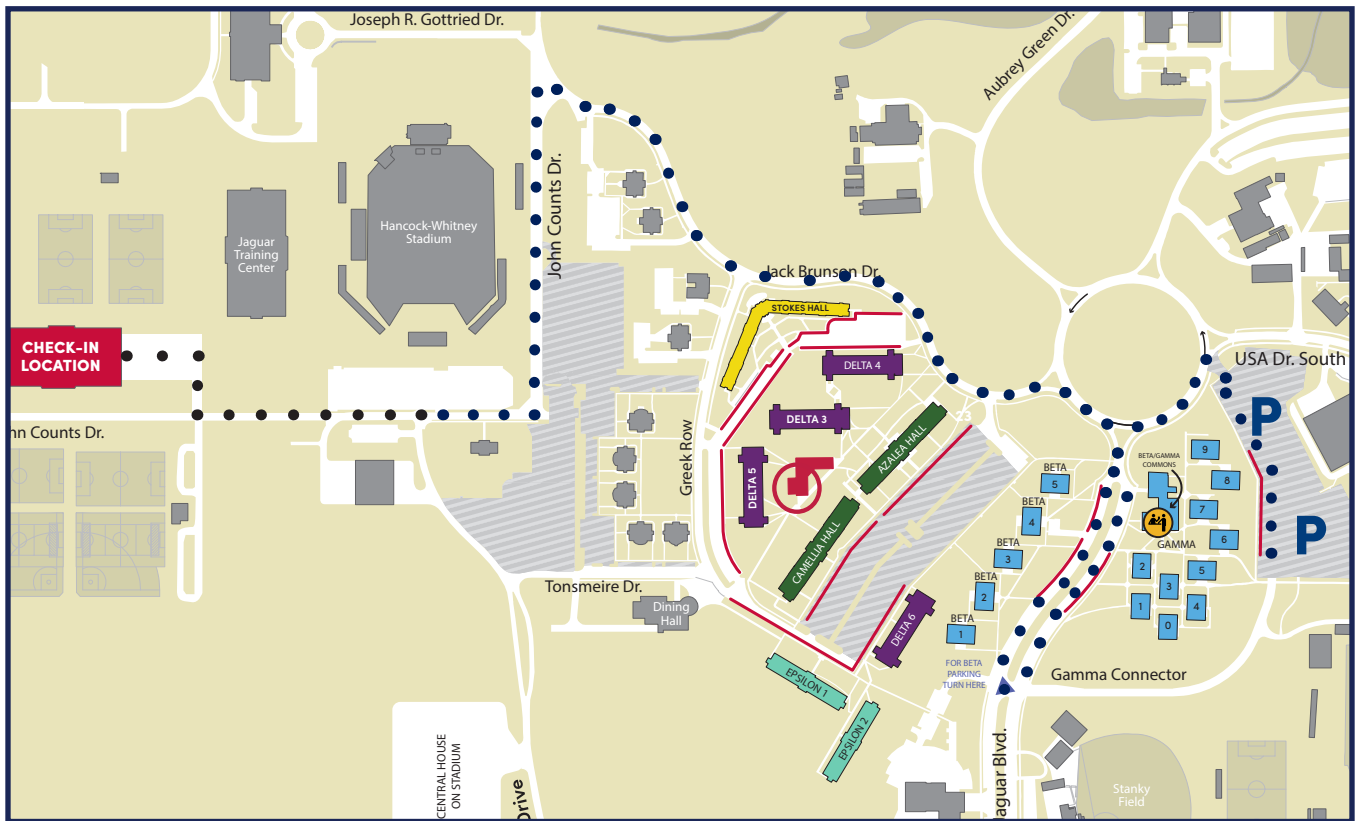 Joseph R. Gottried Dr.
Aubrey Green Dr.
John Counts Dr.
Hancock-Whitney
Stadium
Jaguar
Training
Center
Jack Brunson Dr.
STOKES HALL
CHECK-IN
LOCATION
DELTA 4
USA Dr. South
DELTA 3
23
P
nn Counts Dr.
AZALEA HALL
Greek Row
DELTA 5
9
BETA/GAMMA
COMMONS
BETA
5
8
BETA
4
7
P
CAMELLIA HALL
GAMMA
6
BETA
3
2
5
3
Tonsmeire Dr.
BETA
2
1
4
Dining
Hall
0
BETA
1
DELTA 6
FOR BETA
PARKING
TURN HERE
EPSILON 1
Gamma Connector
EPSILON 2
CENTRAL HOUSE
ON STADIUM
Drive
Jaguar Blvd.
Stanky
Field